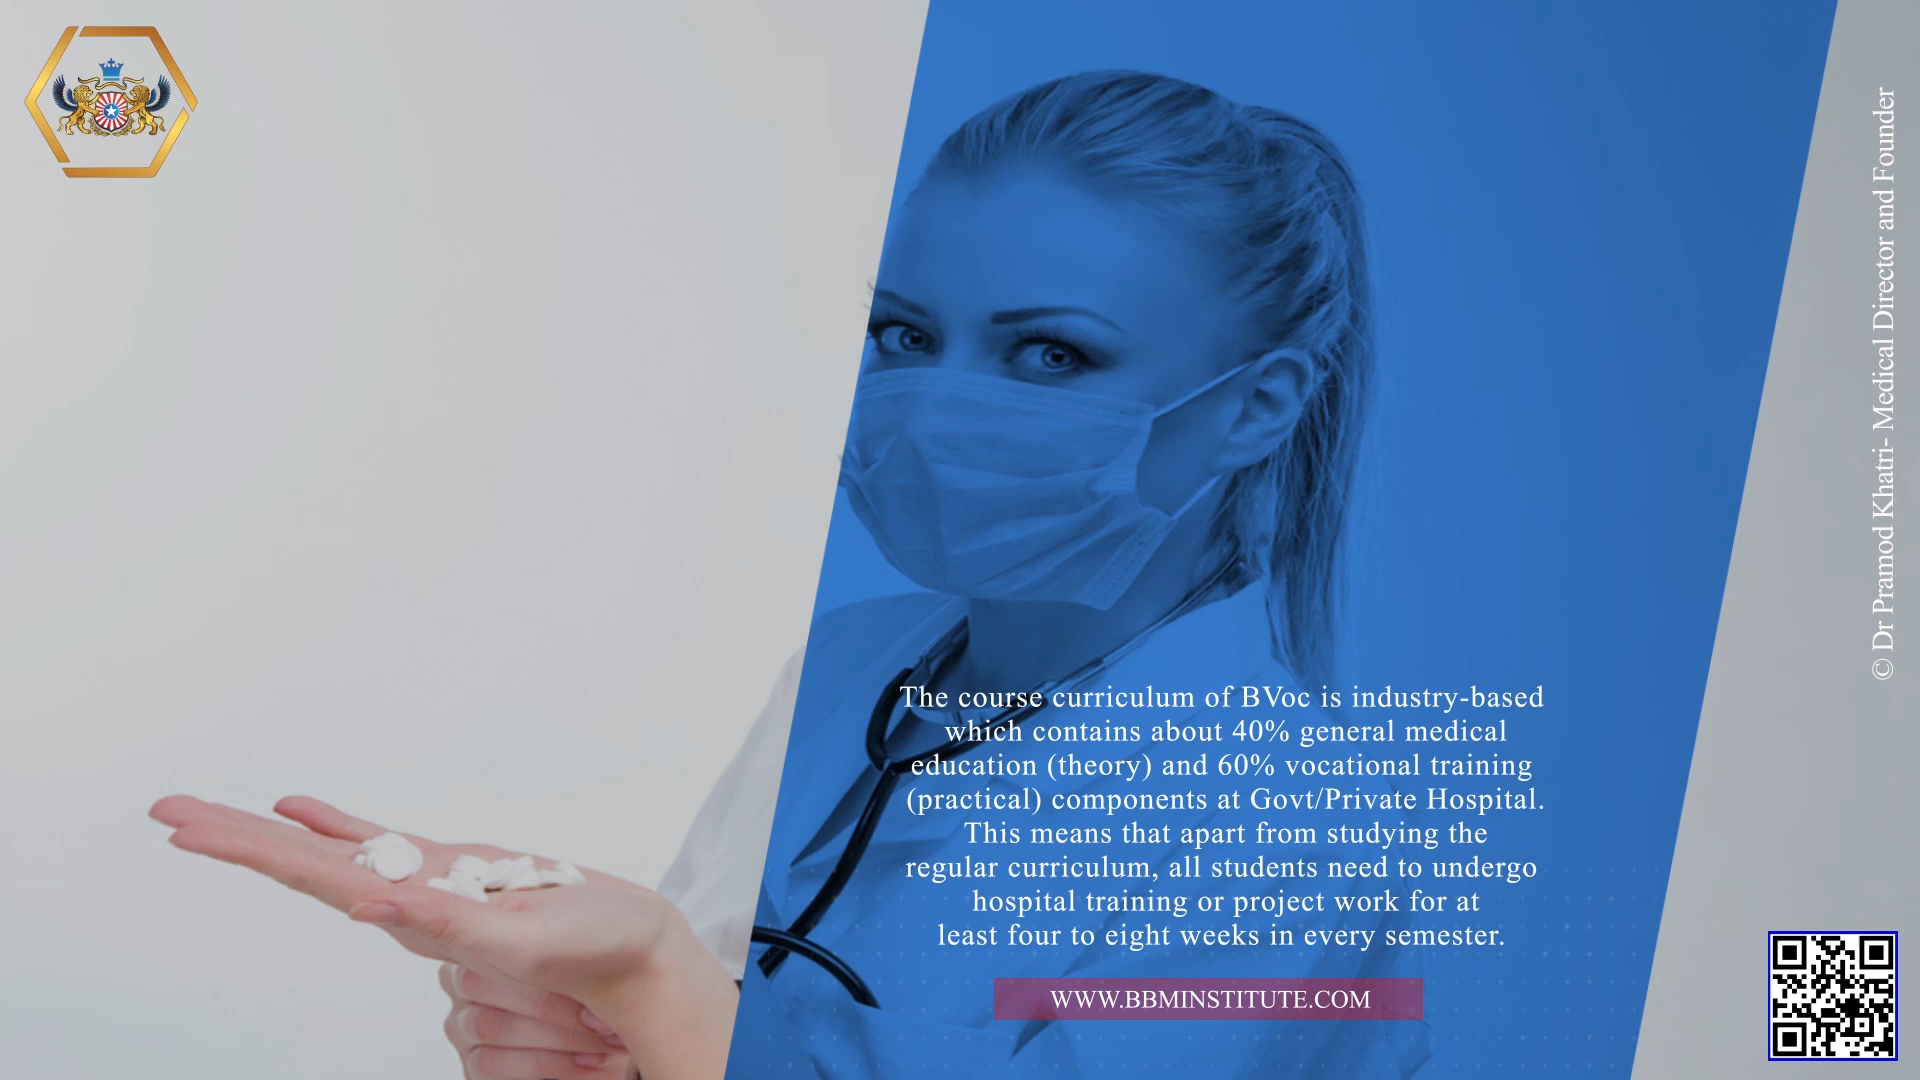 The course curriculum of BVoc is industry-based
which contains about 40% general medical
education (theory) and 60% vocational training
(practical) components at Govt/Private Hospital.
This means that apart from studying the
regular curriculum, all students need to undergo
hospital training or project work for at
least four to eight weeks in every semester.
WWW.BBMINSTITUTE.COM
© Dr Pramod Khatri- Medical Director and Founder